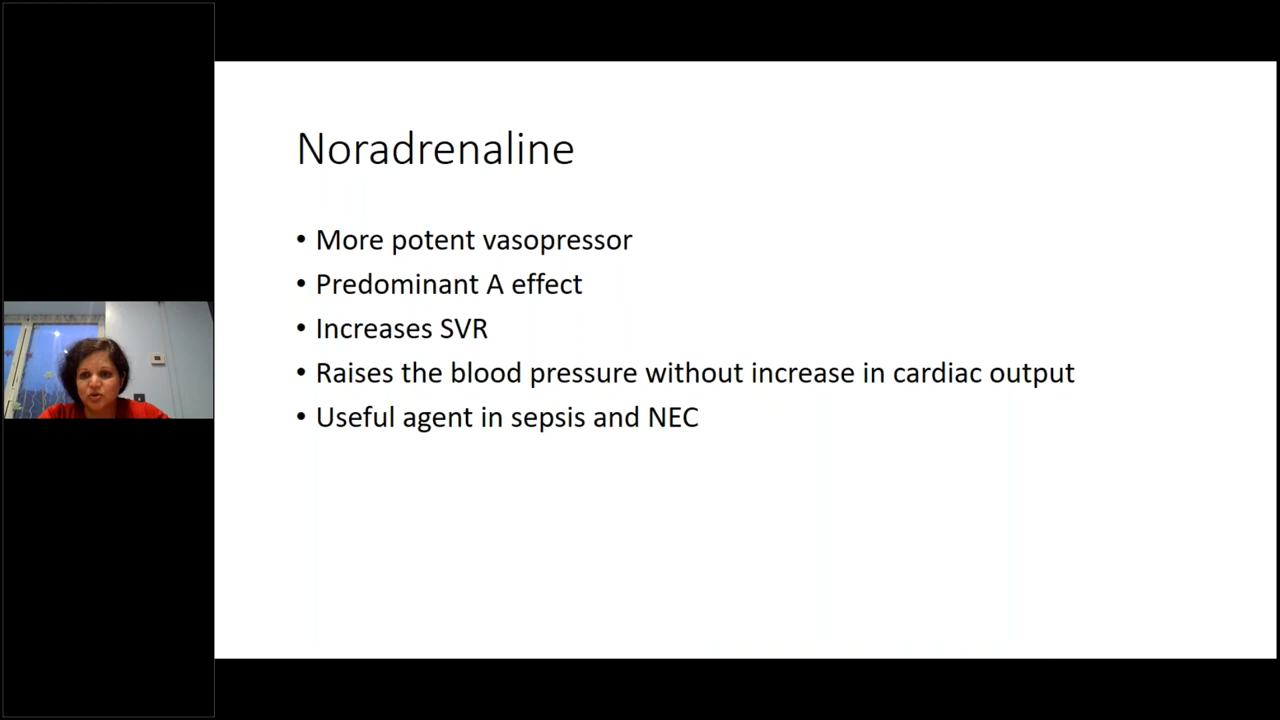 Noradrenaline
• More potent vasopressor
• Predominant A effect
• Increases SVR
• Raises the blood pressure without increase in cardiac output
• Useful agent in sepsis and NEC